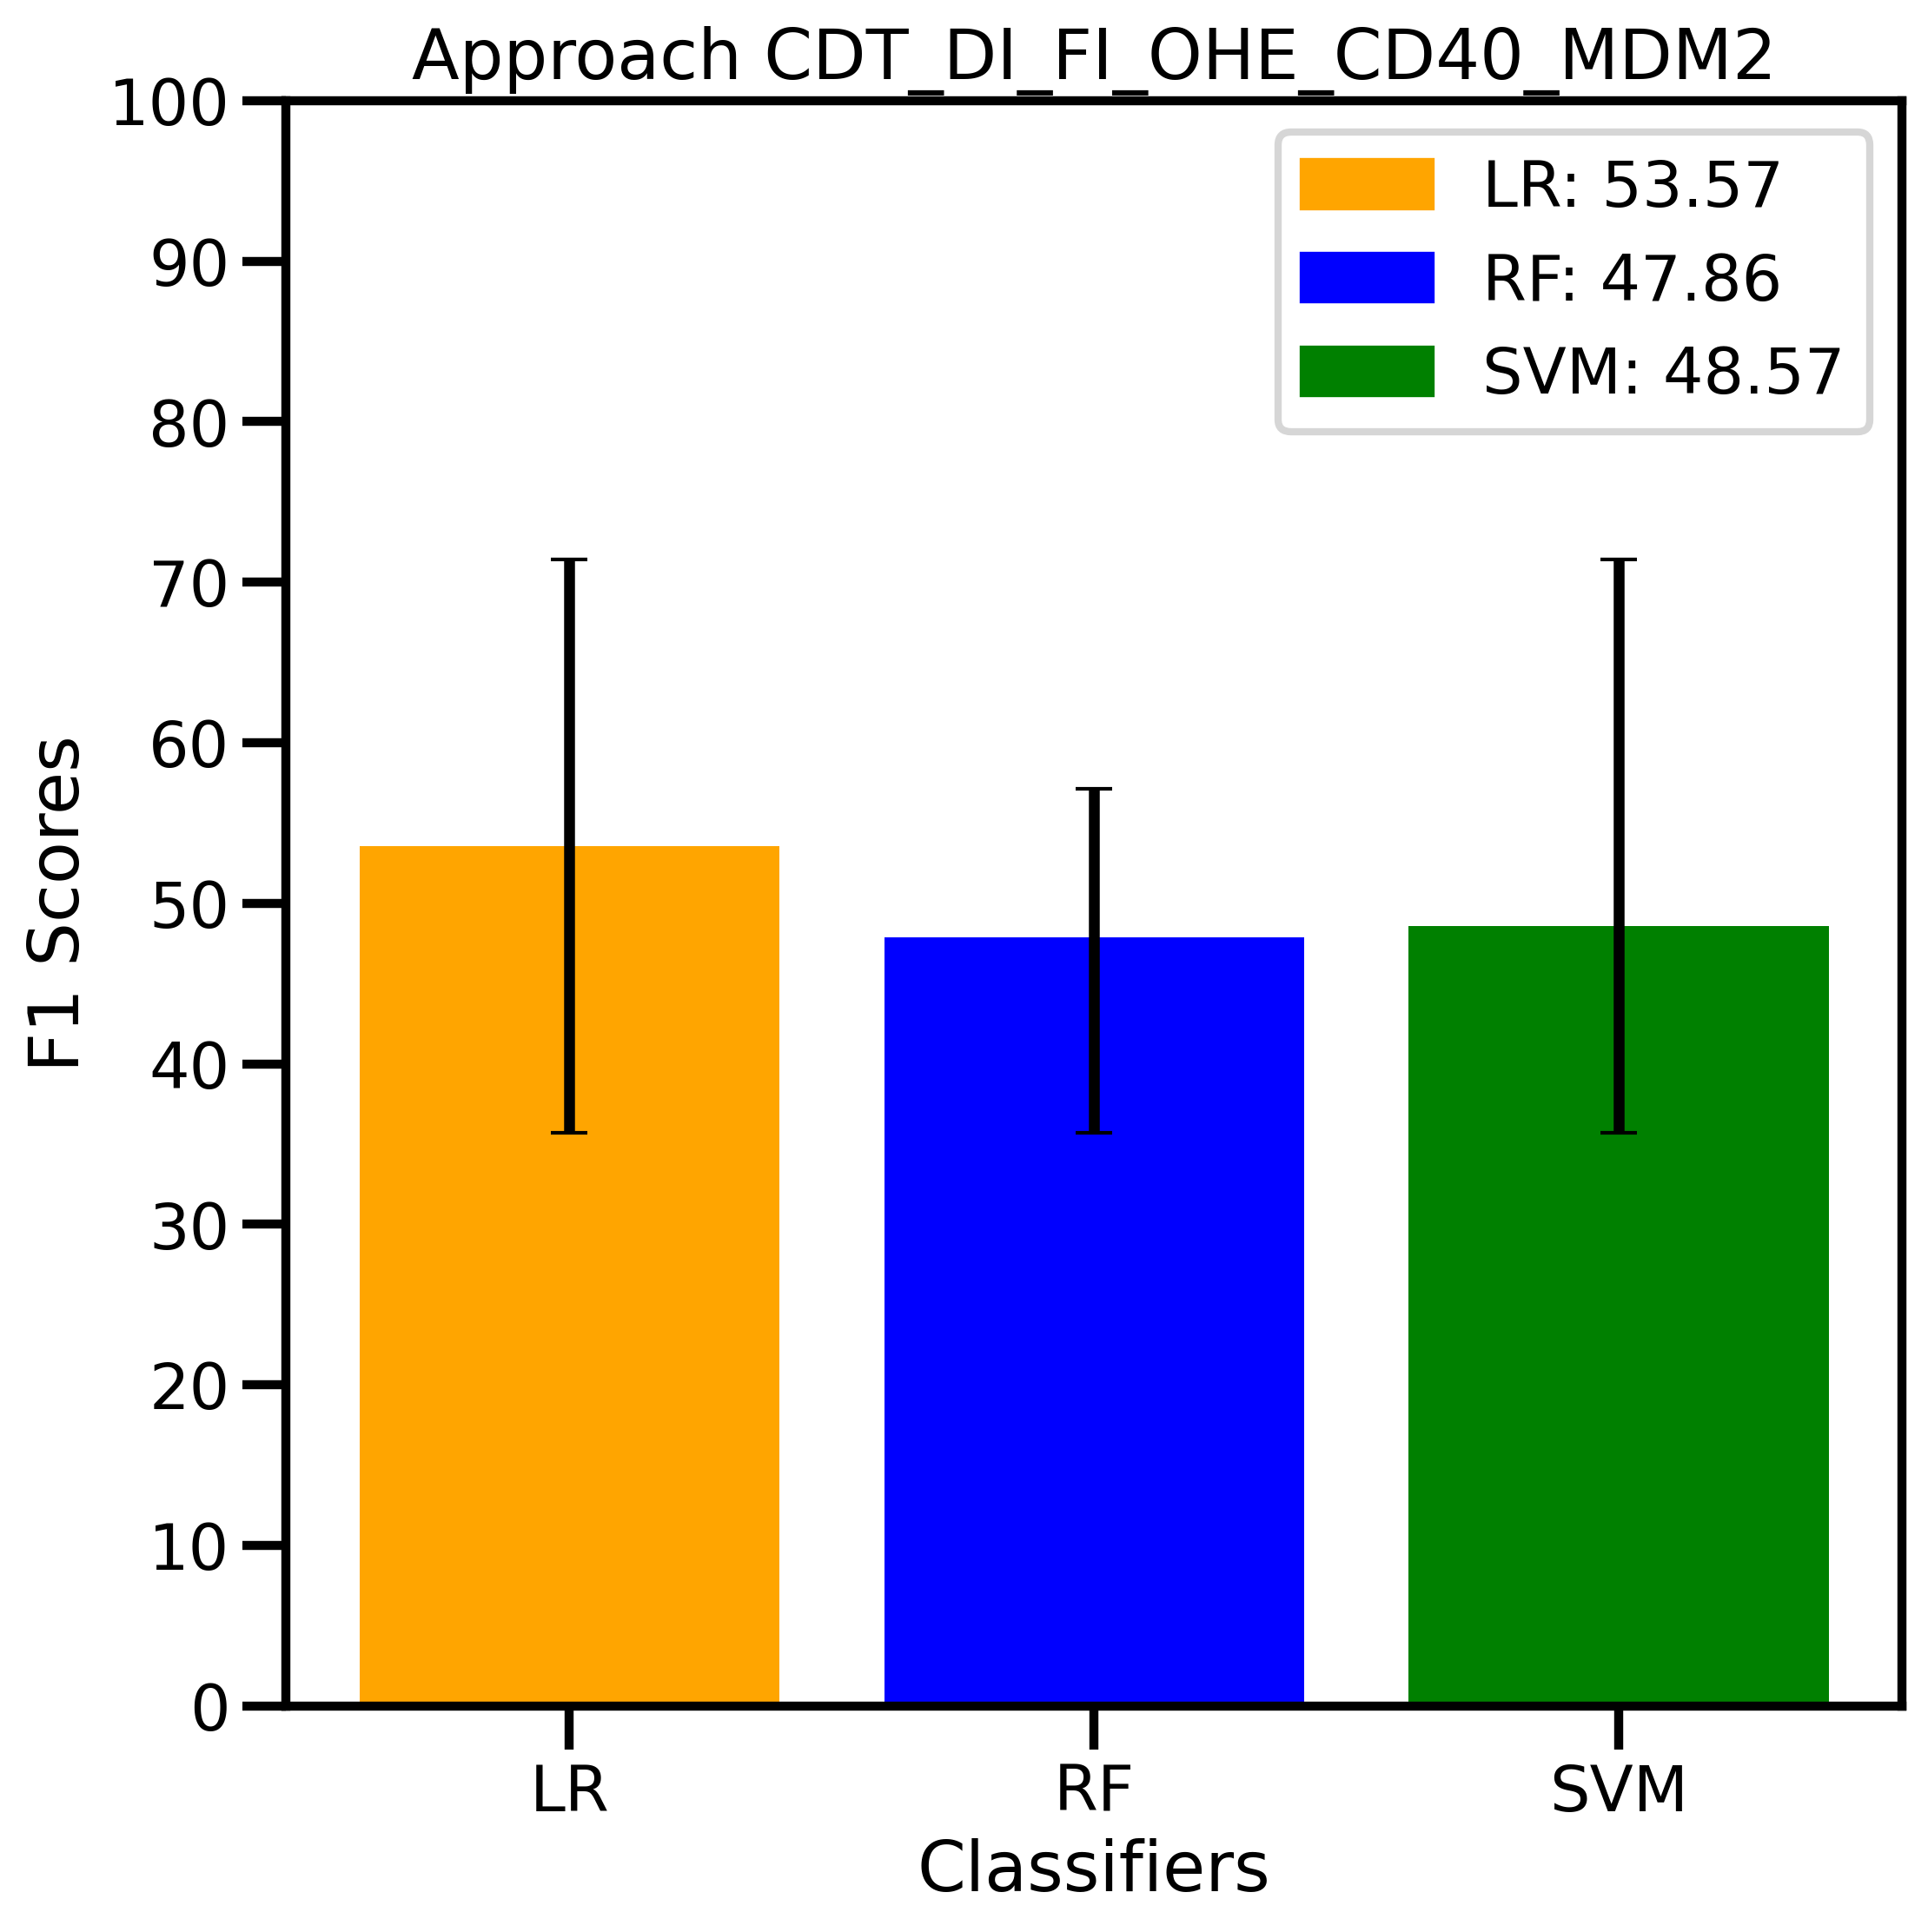 Approach CDT_DI_FI_OHE_CD40_MDM2
LR: 53.57
RF: 47.86
SVM: 48.57
F1 Scores
100
90
80
70
60
50
40
30
20
10
0
LR
RF
SVM
Classifiers